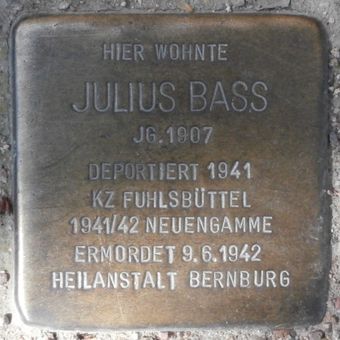 HIER WOHNTE
JULIUS BASS
JG. 1907
DEPORTIERT 1941
KZ FUHLSBÜTTEL
1941/42 NEUENGAMME
ERMORDET 9.6.1942
HEILANSTALT BERNBURG